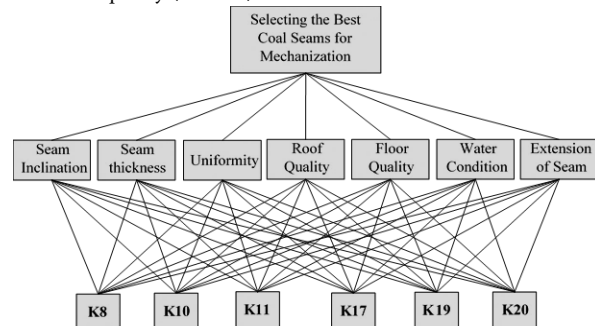 Selecting the Best
Coal Seams for
Mechanization
Seam
Inclination
Seam
thickness
Uniformity
Roof
Quality
Floor
Quality
Water
Condition
Extension
of Seam
K8
K10
K11
K17
K19
K20